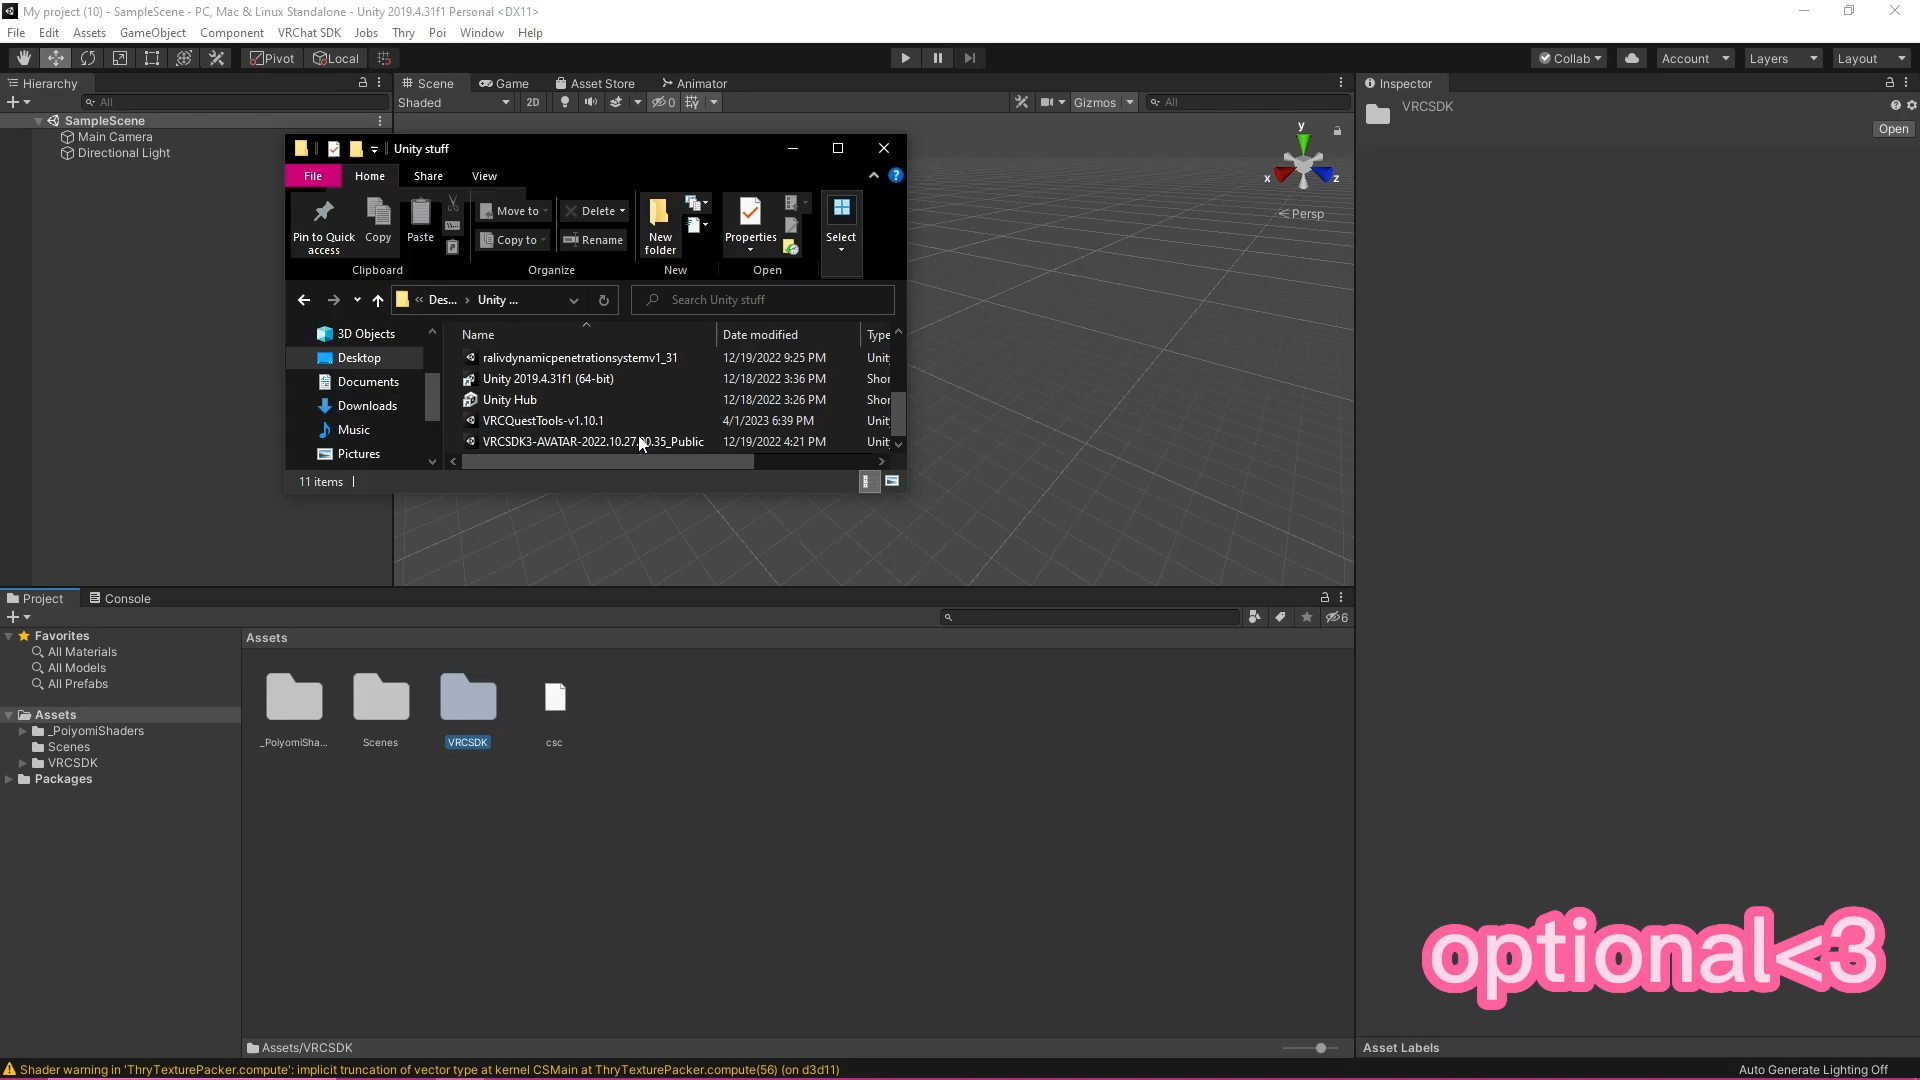 My project (10) - SampleScene - PC, Mac & Linux Standalone - Unity 2019.4.31f1 Personal <DX11>
File Edit Assets GameObject Component VRChat SDK Jobs Thry Poi Window Help
Pivot Local Collab Account Layers Layout
Hierarchy
All
SampleScene
Main Camera
Directional Light
Scene Game Asset Store Animator
Shaded 2D 0 Gizmos All
y
x z
Persp
Inspector
VRCSDK
Open
Unity stuff
File Home Share View
Pin to Quick access
Copy
Paste
Move to
Copy to
Delete
Rename
New folder
Properties
Select
Clipboard Organize New Open
« Des... › Unity ...
Search Unity stuff
3D Objects
Desktop
Documents
Downloads
Music
Pictures
Name Date modified Type
ralivdynamicpenetrationsystemv1_31 12/19/2022 9:25 PM Unit
Unity 2019.4.31f1 (64-bit) 12/18/2022 3:36 PM Shor
Unity Hub 12/18/2022 3:26 PM Shor
VRCQuestTools-v1.10.1 4/1/2023 6:39 PM Unit
VRCSDK3-AVATAR-2022.10.27. 0.35_Public 12/19/2022 4:21 PM Unit
11 items
Project Console
6
Favorites
All Materials
All Models
All Prefabs
Assets
_PoiyomiShaders
Scenes
VRCSDK
Packages
Assets
_PoiyomiSha...
Scenes
VRCSDK
csc
Assets/VRCSDK
optional<3
Asset Labels
Shader warning in 'ThryTexturePacker.compute': implicit truncation of vector type at kernel CSMain at ThryTexturePacker.compute(56) (on d3d11)
Auto Generate Lighting Off